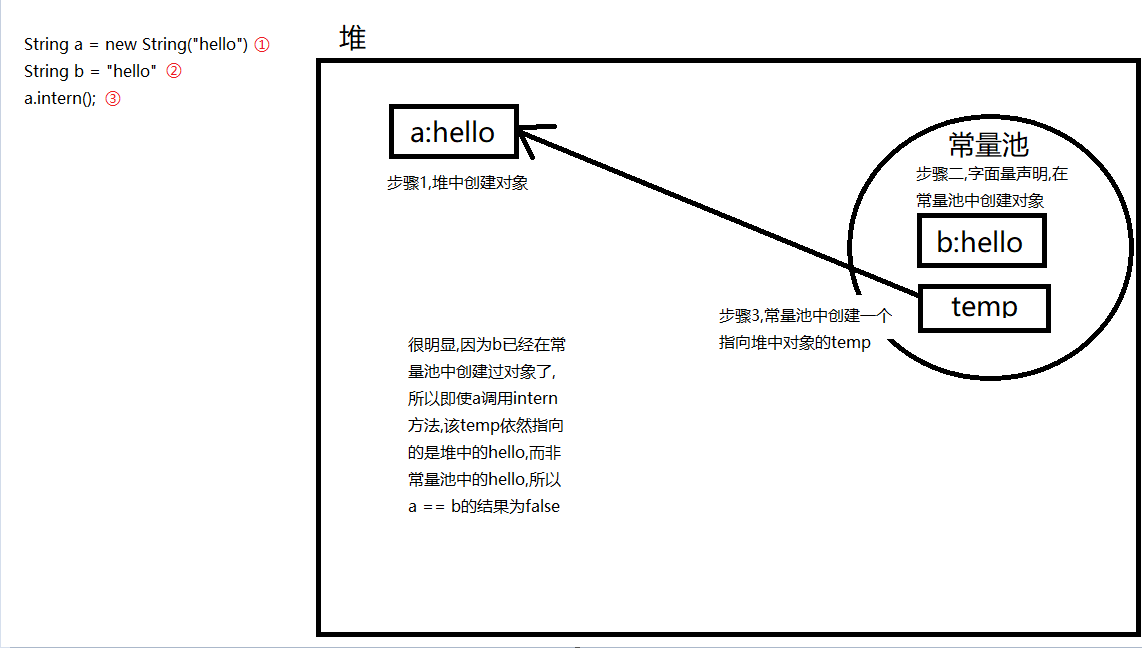 String a = new String("hello") ①
String b = "hello" ②
a.intern(); ③
堆
a:hello
步骤1,堆中创建对象
常量池
步骤二,字面量声明,在
常量池中创建对象
b:hello
temp
步骤3,常量池中创建一个
指向堆中对象的temp
很明显,因为b已经在常
量池中创建过对象了,
所以即使a调用intern
方法,该temp依然指向
的是堆中的hello,而非
常量池中的hello,所以
a == b的结果为false